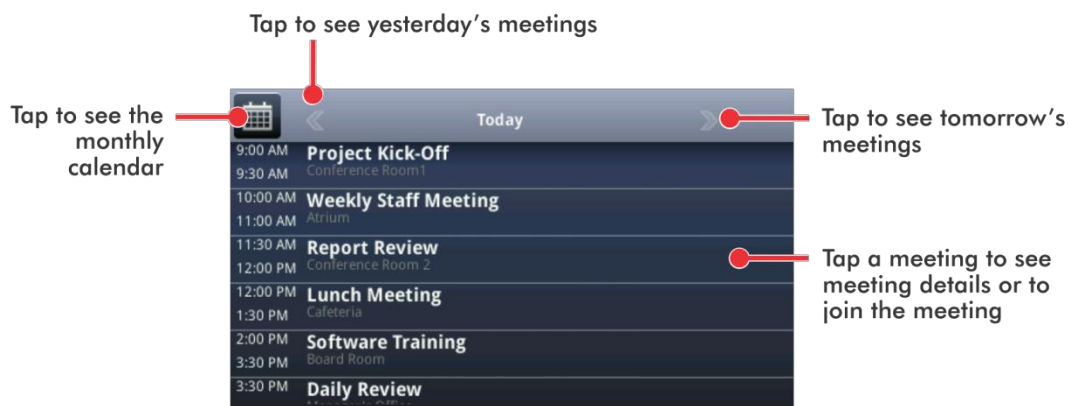 Tap to see yesterday's meetings
Tap to see the
monthly
calendar
Today
Tap to see tomorrow's
meetings
9:00 AM Project Kick-Off
9:30 AM Conference Room1
10:00 AM Weekly Staff Meeting
11:00 AM Atrium
11:30 AM Report Review
12:00 PM Conference Room 2
Tap a meeting to see
meeting details or to
join the meeting
12:00 PM Lunch Meeting
1:30 PM Cafeteria
2:00 PM Software Training
3:30 PM Board Room
3:30 PM Daily Review